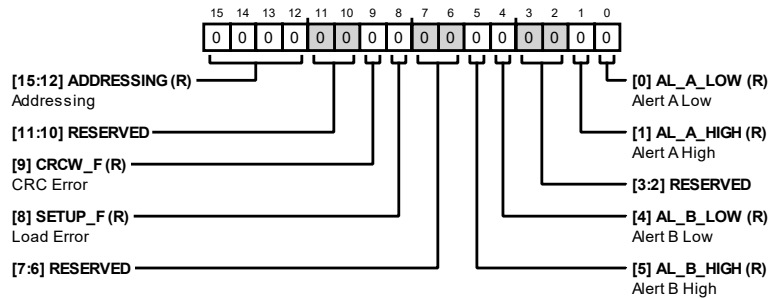 15 14 13 12 11 10 9 8 7 6 5 4 3 2 1 0
0 0 0 0 0 0 0 0 0 0 0 0 0 0 0 0
[15:12] ADDRESSING (R)
Addressing
[11:10] RESERVED
[9] CRCW_F (R)
CRC Error
[8] SETUP_F (R)
Load Error
[7:6] RESERVED
[0] AL_A_LOW (R)
Alert A Low
[1] AL_A_HIGH (R)
Alert A High
[3:2] RESERVED
[4] AL_B_LOW (R)
Alert B Low
[5] AL_B_HIGH (R)
Alert B High